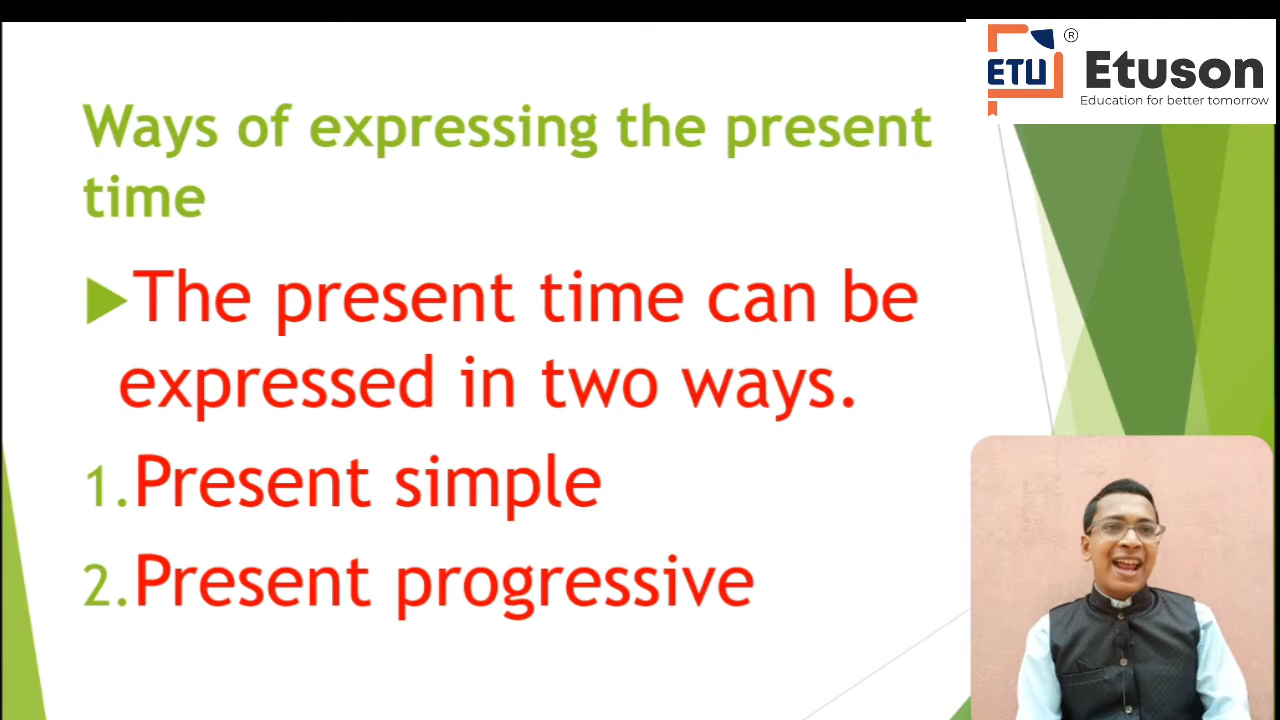 ETU ® Etuson
Education for better tomorrow
Ways of expressing the present
time
The present time can be
expressed in two ways.
1.Present simple
2.Present progressive